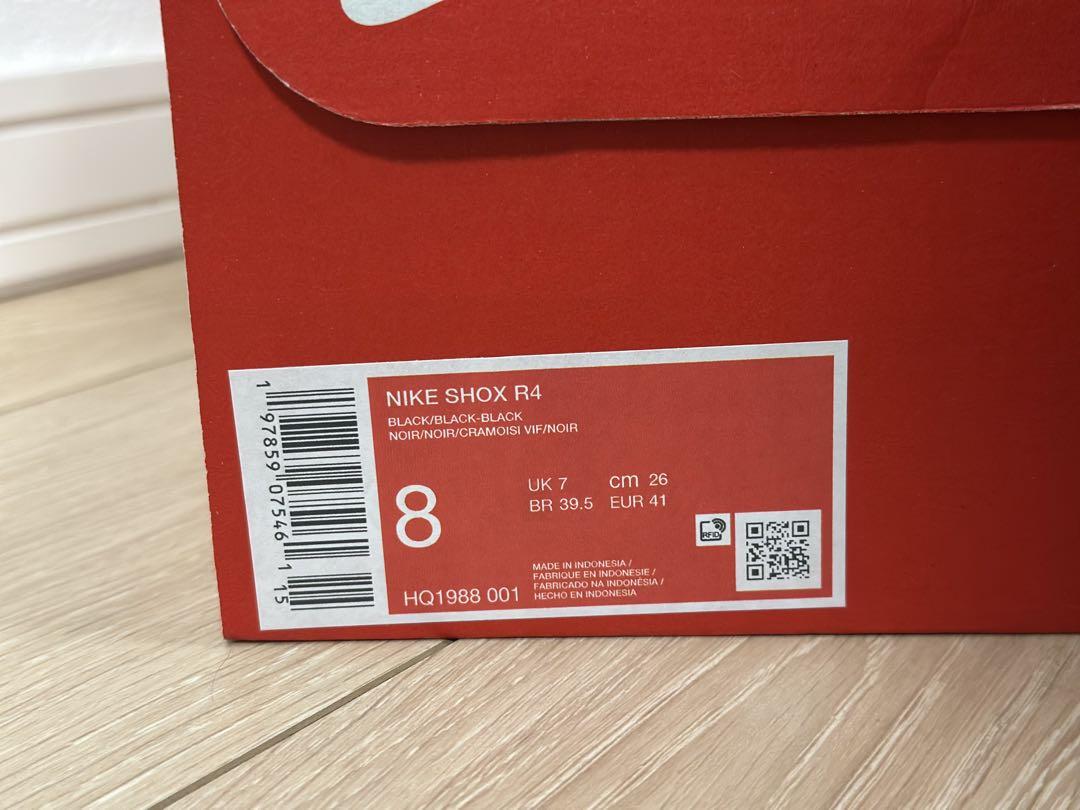 NIKE SHOX R4
BLACK/BLACK-BLACK
NOIR/NOIR/CRAMOISI VIF/NOIR
8
UK 7 cm 26
BR 39.5 EUR 41
HQ1988 001
MADE IN INDONESIA /
FABRIQUE EN INDONESIE /
FABRICADO NA INDONÉSIA /
HECHO EN INDONESIA
RFID
1 97859 07546 1 15